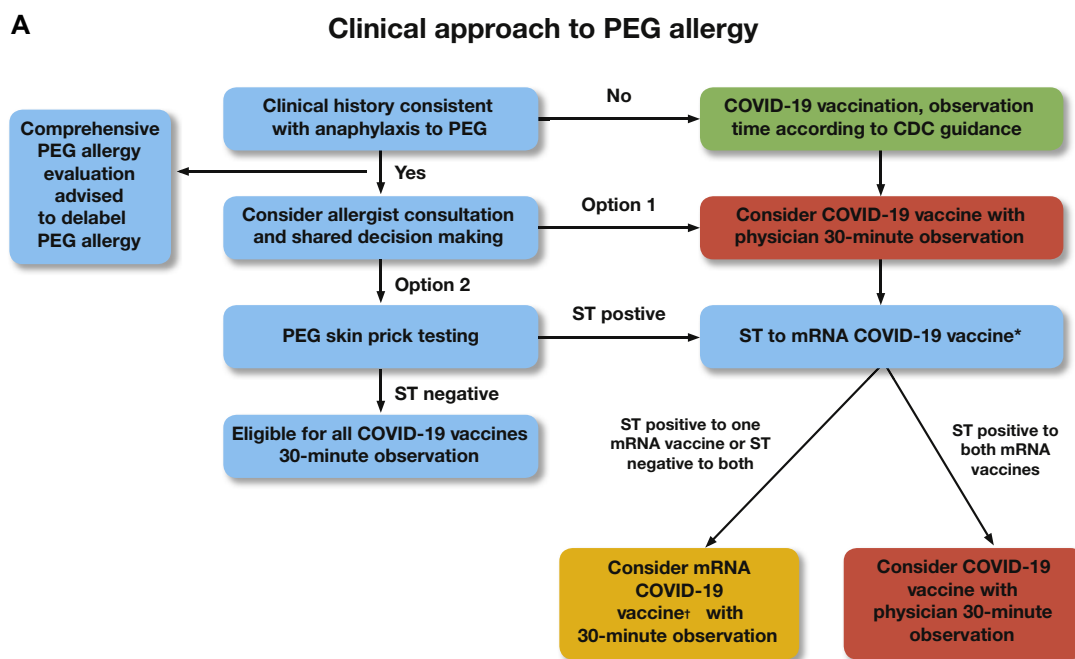 A
Clinical approach to PEG allergy
Clinical history consistent
with anaphylaxis to PEG
No
COVID-19 vaccination, observation
time according to CDC guidance
Comprehensive
PEG allergy
evaluation
advised
to delabel
PEG allergy
Yes
Consider allergist consultation
and shared decision making
Option 1
Consider COVID-19 vaccine with
physician 30-minute observation
Option 2
PEG skin prick testing
ST postive
ST to mRNA COVID-19 vaccine*
ST negative
Eligible for all COVID-19 vaccines
30-minute observation
ST positive to one
mRNA vaccine or ST
negative to both
ST positive to
both mRNA
vaccines
Consider mRNA
COVID-19
vaccine† with
30-minute observation
Consider COVID-19
vaccine with
physician 30-minute
observation